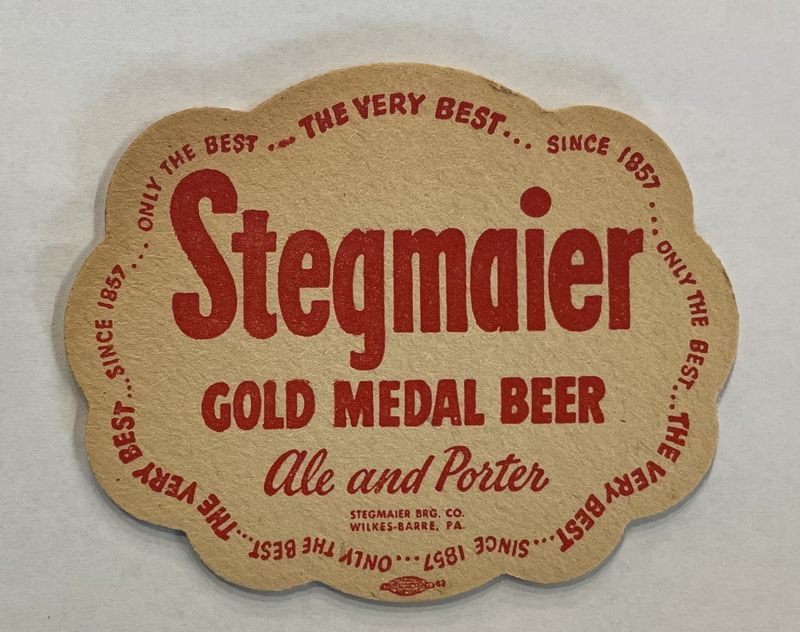 THE VERY BEST... SINCE 1857... ONLY THE BEST... THE VERY BEST... SINCE 1857... ONLY THE BEST... THE VERY BEST... SINCE 1857... ONLY THE BEST...
Stegmaier
GOLD MEDAL BEER
Ale and Porter
STEGMAIER BRG. CO.
WILKES-BARRE, PA.